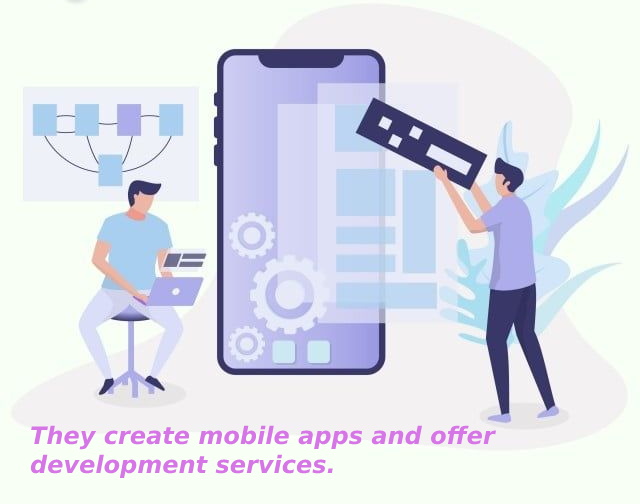 They create mobile apps and offer
development services.